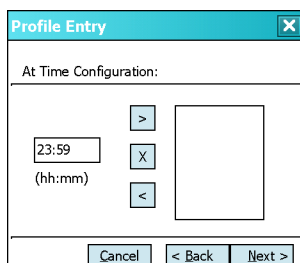 Profile Entry
X
At Time Configuration:
>
23:59
X
(hh:mm)
<
Cancel
< Back
Next >